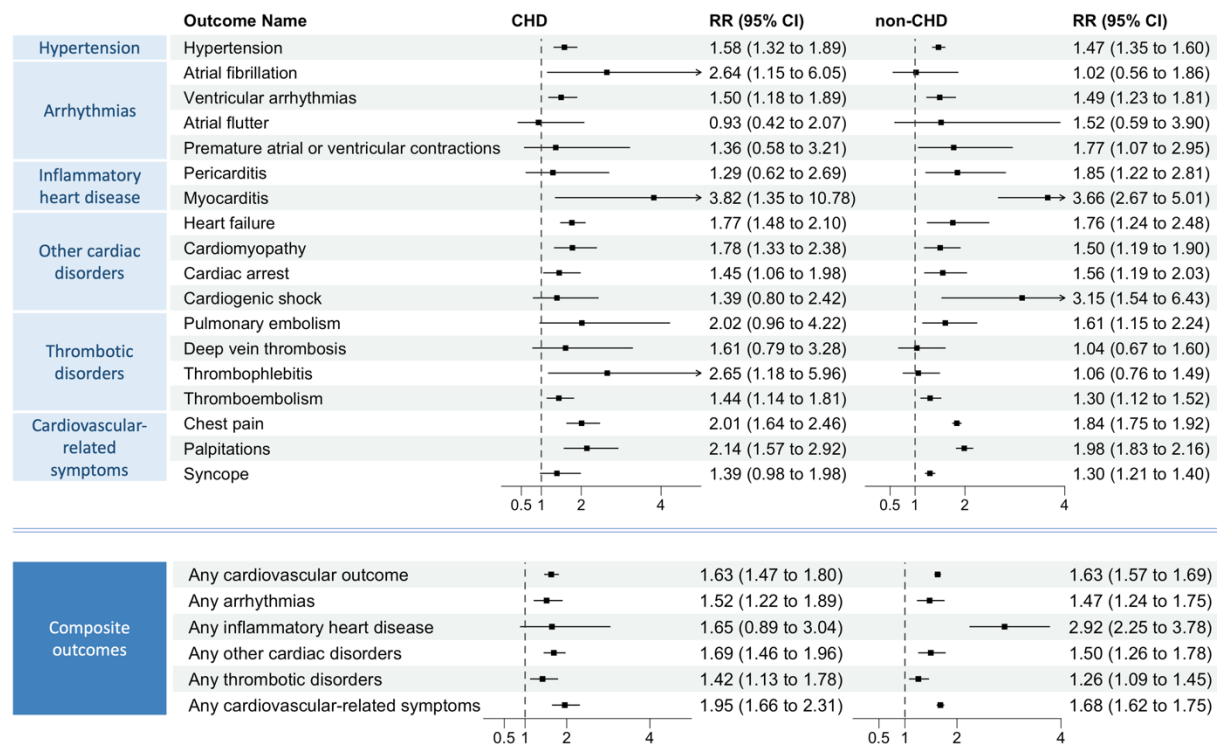 Outcome Name CHD RR (95% CI) non-CHD RR (95% CI)
Hypertension Hypertension 1.58 (1.32 to 1.89) 1.47 (1.35 to 1.60)
Arrhythmias
Atrial fibrillation 2.64 (1.15 to 6.05) 1.02 (0.56 to 1.86)
Ventricular arrhythmias 1.50 (1.18 to 1.89) 1.49 (1.23 to 1.81)
Atrial flutter 0.93 (0.42 to 2.07) 1.52 (0.59 to 3.90)
Premature atrial or ventricular contractions 1.36 (0.58 to 3.21) 1.77 (1.07 to 2.95)
Inflammatory
heart disease
Pericarditis 1.29 (0.62 to 2.69) 1.85 (1.22 to 2.81)
Myocarditis 3.82 (1.35 to 10.78) 3.66 (2.67 to 5.01)
Other cardiac
disorders
Heart failure 1.77 (1.48 to 2.10) 1.76 (1.24 to 2.48)
Cardiomyopathy 1.78 (1.33 to 2.38) 1.50 (1.19 to 1.90)
Cardiac arrest 1.45 (1.06 to 1.98) 1.56 (1.19 to 2.03)
Cardiogenic shock 1.39 (0.80 to 2.42) 3.15 (1.54 to 6.43)
Thrombotic
disorders
Pulmonary embolism 2.02 (0.96 to 4.22) 1.61 (1.15 to 2.24)
Deep vein thrombosis 1.61 (0.79 to 3.28) 1.04 (0.67 to 1.60)
Thrombophlebitis 2.65 (1.18 to 5.96) 1.06 (0.76 to 1.49)
Thromboembolism 1.44 (1.14 to 1.81) 1.30 (1.12 to 1.52)
Cardiovascular-
related
symptoms
Chest pain 2.01 (1.64 to 2.46) 1.84 (1.75 to 1.92)
Palpitations 2.14 (1.57 to 2.92) 1.98 (1.83 to 2.16)
Syncope 1.39 (0.98 to 1.98) 1.30 (1.21 to 1.40)
0.5 1 2 4 0.5 1 2 4
Composite
outcomes
Any cardiovascular outcome 1.63 (1.47 to 1.80) 1.63 (1.57 to 1.69)
Any arrhythmias 1.52 (1.22 to 1.89) 1.47 (1.24 to 1.75)
Any inflammatory heart disease 1.65 (0.89 to 3.04) 2.92 (2.25 to 3.78)
Any other cardiac disorders 1.69 (1.46 to 1.96) 1.50 (1.26 to 1.78)
Any thrombotic disorders 1.42 (1.13 to 1.78) 1.26 (1.09 to 1.45)
Any cardiovascular-related symptoms 1.95 (1.66 to 2.31) 1.68 (1.62 to 1.75)
0.5 1 2 4 0.5 1 2 4